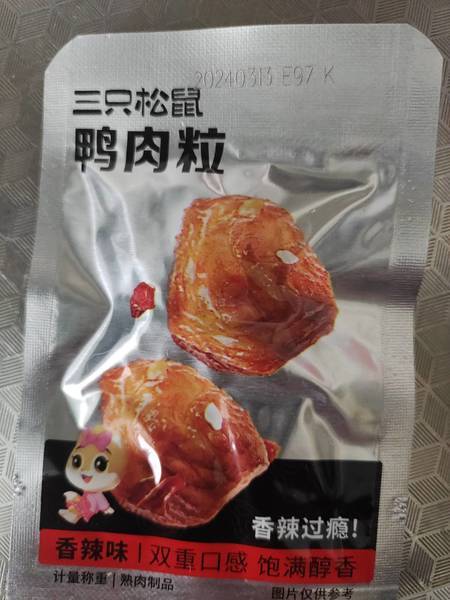 20240313 E97 K
三只松鼠
鸭肉粒
香辣过瘾!
香辣味 | 双重口感 饱满醇香
计量称重 | 熟肉制品
图片仅供参考